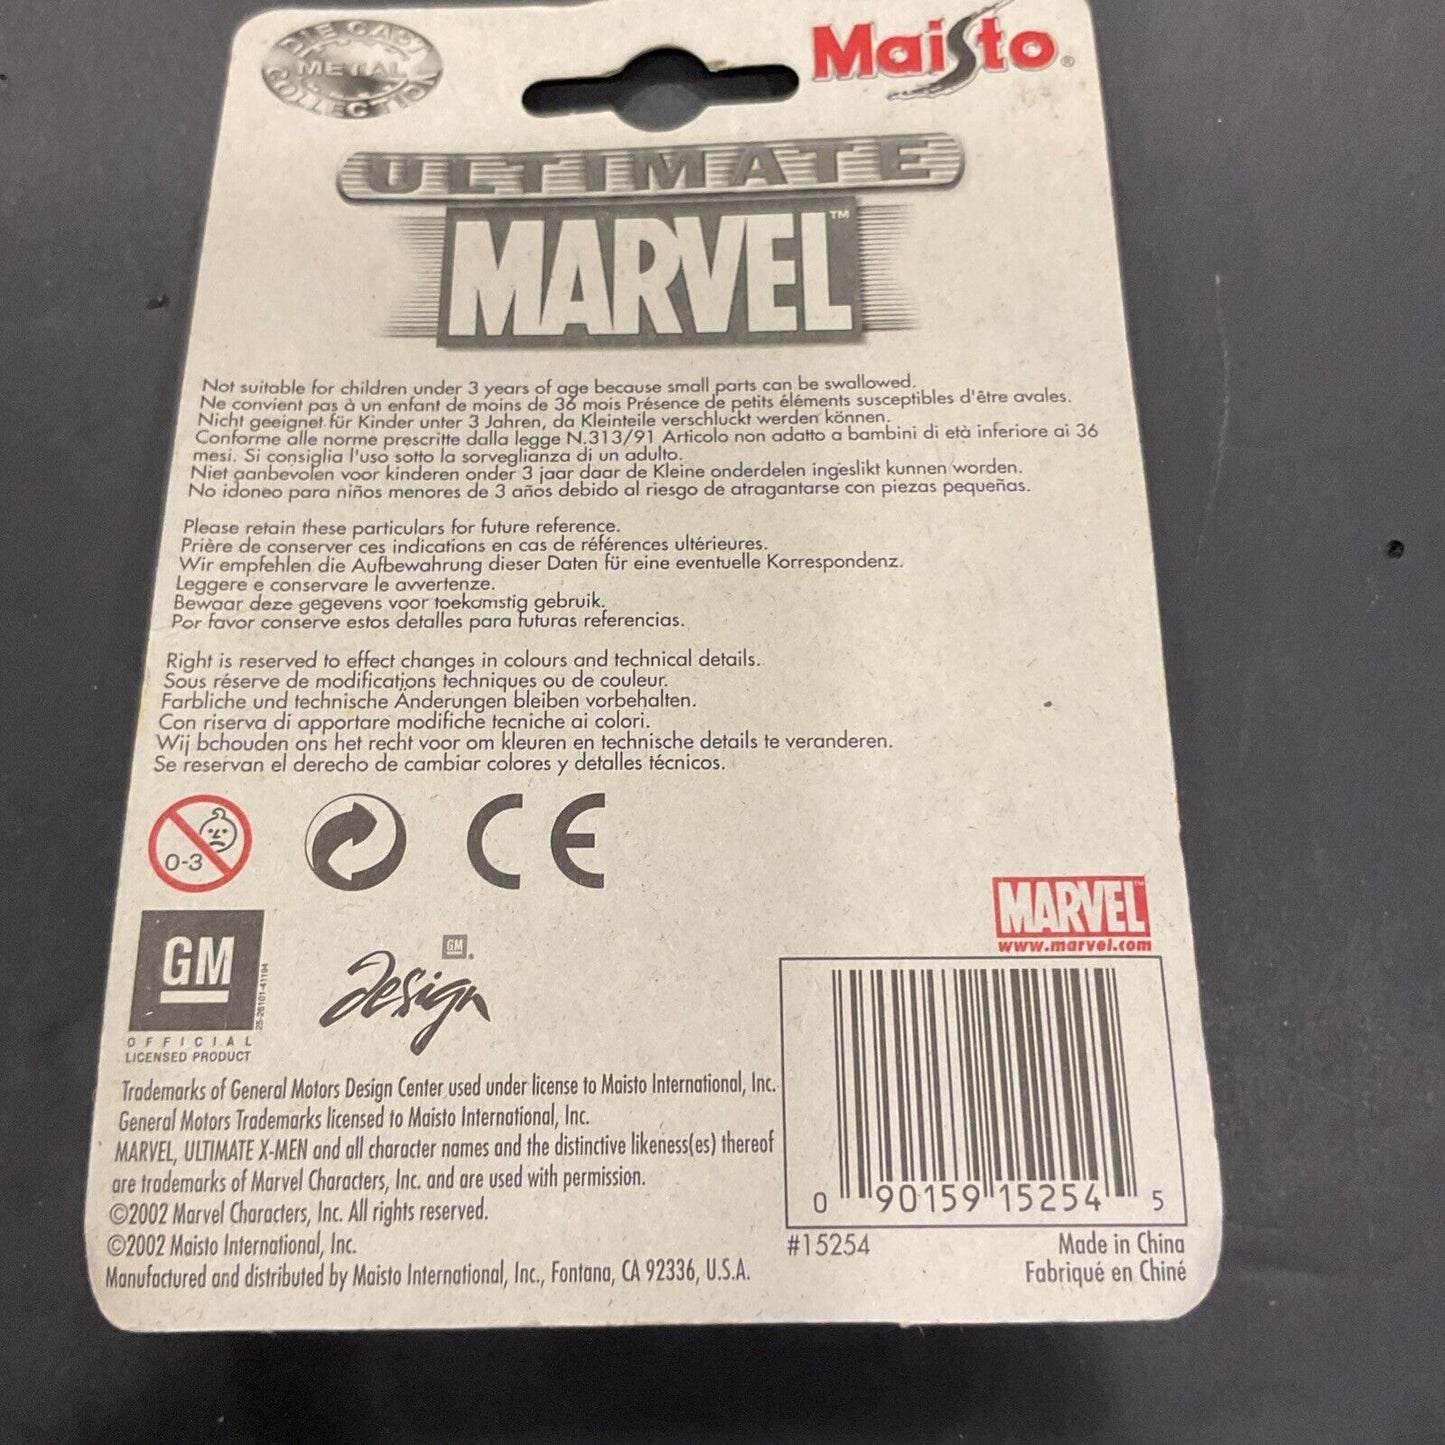 DIE CAST
METAL
COLLECTION
Maisto®
ULTIMATE
MARVEL™
Not suitable for children under 3 years of age because small parts can be swallowed.
Ne convient pas à un enfant de moins de 36 mois Présence de petits éléments susceptibles d'être avales.
Nicht geeignet für Kinder unter 3 Jahren, da Kleinteile verschluckt werden können.
Conforme alle norme prescritte dalla legge N.313/91 Articolo non adatto a bambini di età inferiore ai 36
mesi. Si consiglia l'uso sotto la sorveglianza di un adulto.
Niet aanbevolen voor kinderen onder 3 jaar daar de Kleine onderdelen ingeslikt kunnen worden.
No idoneo para niños menores de 3 años debido al riesgo de atragantarse con piezas pequeñas.
Please retain these particulars for future reference.
Prière de conserver ces indications en cas de références ultérieures.
Wir empfehlen die Aufbewahrung dieser Daten für eine eventuelle Korrespondenz.
Leggere e conservare le avvertenze.
Bewaar deze gegevens voor toekomstig gebruik.
Por favor conserve estos detalles para futuras referencias.
Right is reserved to effect changes in colours and technical details.
Sous réserve de modifications techniques ou de couleur.
Farbliche und technische Änderungen bleiben vorbehalten.
Con riserva di apportare modifiche tecniche ai colori.
Wij bchouden ons het recht voor om kleuren en technische details te veranderen.
Se reservan el derecho de cambiar colores y detalles técnicos.
0-3
CE
GM
25-26101-41194
OFFICIAL
LICENSED PRODUCT
GM®
Design
MARVEL™
www.marvel.com
Trademarks of General Motors Design Center used under license to Maisto International, Inc.
General Motors Trademarks licensed to Maisto International, Inc.
MARVEL, ULTIMATE X-MEN and all character names and the distinctive likeness(es) thereof
are trademarks of Marvel Characters, Inc. and are used with permission.
©2002 Marvel Characters, Inc. All rights reserved.
©2002 Maisto International, Inc.
Manufactured and distributed by Maisto International, Inc., Fontana, CA 92336, U.S.A.
0 90159 15254 5
#15254
Made in China
Fabriqué en Chiné